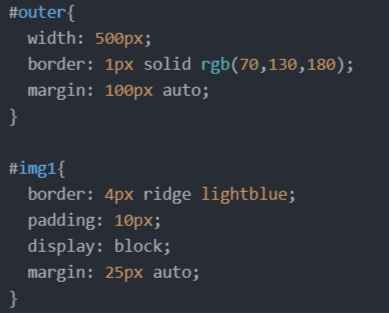 #outer{
  width: 500px;
  border: 1px solid rgb(70,130,180);
  margin: 100px auto;
}

#img1{
  border: 4px ridge lightblue;
  padding: 10px;
  display: block;
  margin: 25px auto;
}